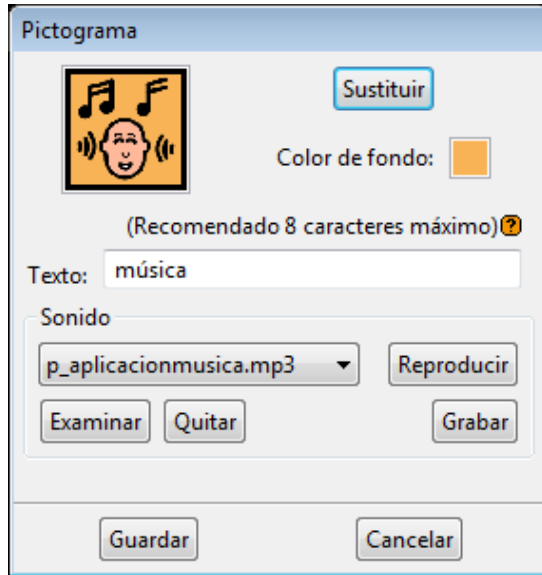 Pictograma
Sustituir
Color de fondo:
(Recomendado 8 caracteres máximo)?
Texto: música
Sonido
p_aplicacionmusica.mp3 Reproducir
Examinar Quitar Grabar
Guardar Cancelar